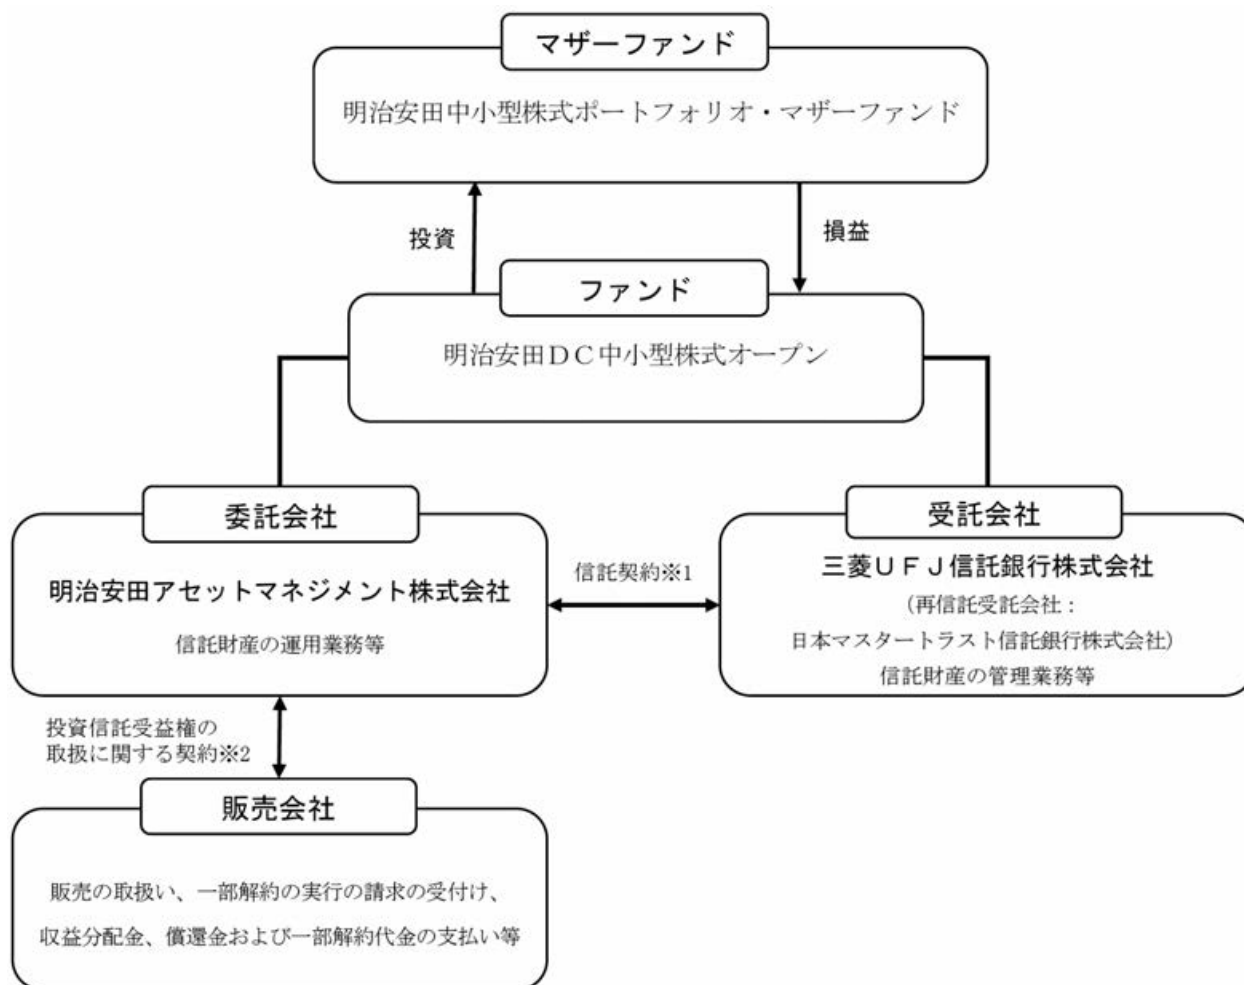 マザーファンド
明治安田中小型株式ポートフォリオ・マザーファンド
投資
損益
ファンド
明治安田ＤＣ中小型株式オープン
委託会社
明治安田アセットマネジメント株式会社
信託財産の運用業務等
信託契約※1
受託会社
三菱ＵＦＪ信託銀行株式会社
（再信託受託会社：
日本マスタートラスト信託銀行株式会社）
信託財産の管理業務等
投資信託受益権の
取扱に関する契約※2
販売会社
販売の取扱い、一部解約の実行の請求の受付け、
収益分配金、償還金および一部解約代金の支払い等